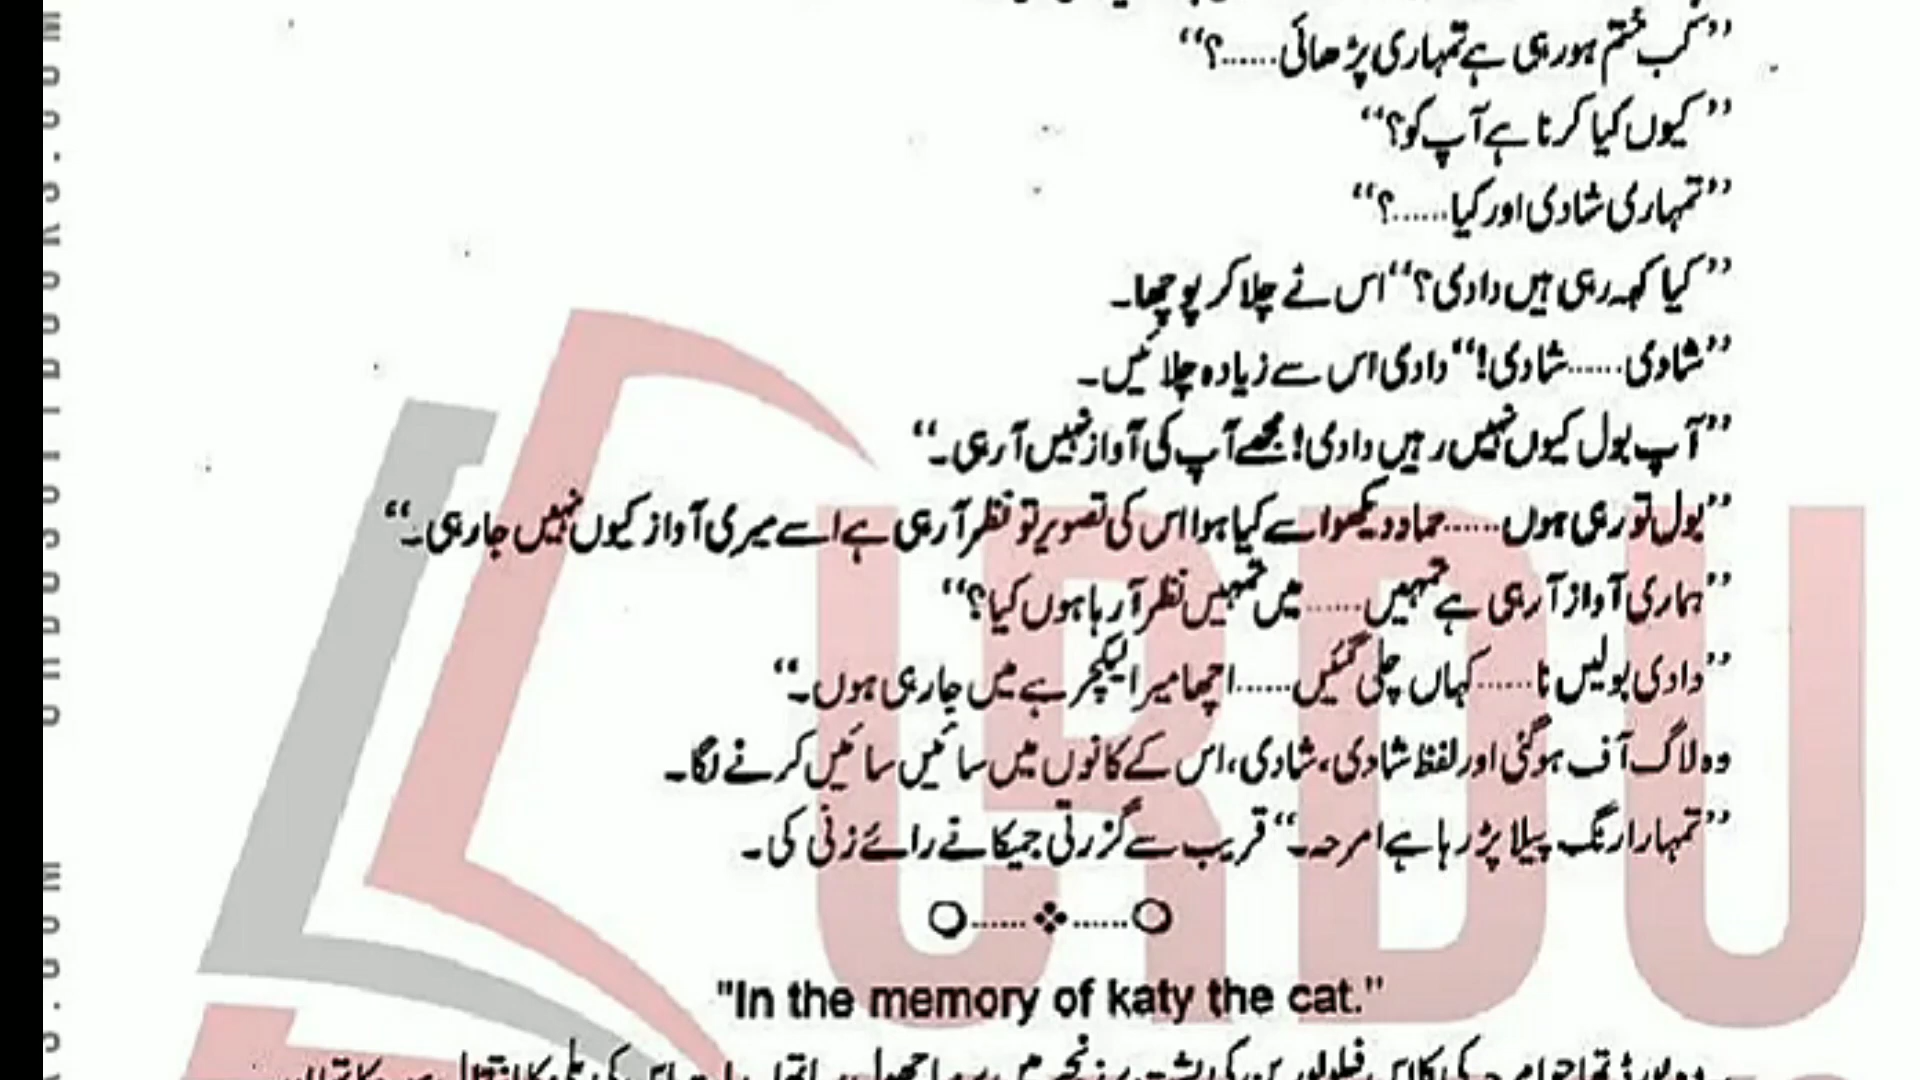 ’’کب ختم ہو رہی ہے تمہاری پڑھائی......؟‘‘
’’کیوں کیا کرنا ہے آپ کو؟‘‘
’’تمہاری شادی اور کیا......؟‘‘
’’کیا کہہ رہی ہیں دادی؟‘‘ اس نے چلا کر پوچھا۔
’’شادی......شادی!‘‘ دادی اس سے زیادہ چلائیں۔
’’آپ بول کیوں نہیں رہیں دادی! مجھے آپ کی آواز نہیں آ رہی۔‘‘
’’بول تو رہی ہوں......حماد دیکھو اسے کیا ہوا اس کی تصویر تو نظر آ رہی ہے اسے میری آواز کیوں نہیں جا رہی۔‘‘
’’ہماری آواز آ رہی ہے تمہیں......میں تمہیں نظر آ رہا ہوں کیا؟‘‘
’’دادی بولیں نا......کہاں چلی گئیں......اچھا میرا لیکچر ہے میں جا رہی ہوں۔‘‘
وہ لاگ آف ہو گئی اور لفظ شادی، شادی، اس کے کانوں میں سائیں سائیں کرنے لگا۔
’’تمہارا رنگ پیلا پڑ رہا ہے امرحہ۔‘‘ قریب سے گزرتی جیکا نے رائے زنی کی۔
"In the memory of katy the cat."
URDU